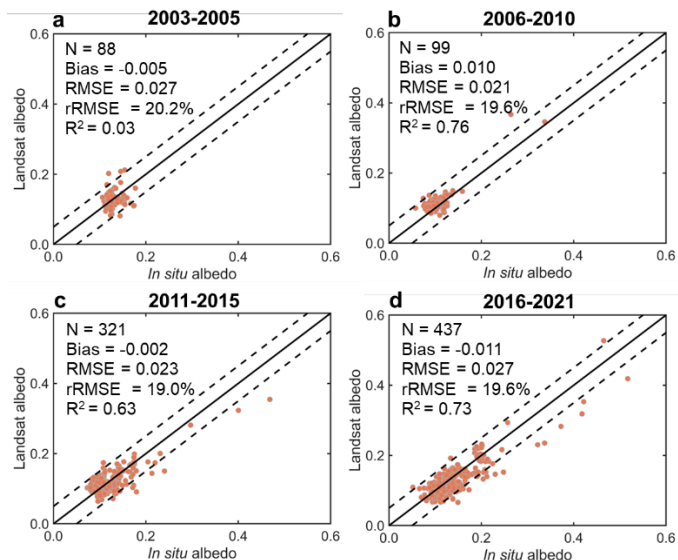 a 2003-2005
N = 88
Bias = -0.005
RMSE = 0.027
rRMSE = 20.2%
R² = 0.03
Landsat albedo
0.6
0.4
0.2
0.0
0.0 0.2 0.4 0.6
In situ albedo
b 2006-2010
N = 99
Bias = 0.010
RMSE = 0.021
rRMSE = 19.6%
R² = 0.76
Landsat albedo
0.6
0.4
0.2
0.0
0.0 0.2 0.4 0.6
In situ albedo
c 2011-2015
N = 321
Bias = -0.002
RMSE = 0.023
rRMSE = 19.0%
R² = 0.63
Landsat albedo
0.6
0.4
0.2
0.0
0.0 0.2 0.4 0.6
In situ albedo
d 2016-2021
N = 437
Bias = -0.011
RMSE = 0.027
rRMSE = 19.6%
R² = 0.73
Landsat albedo
0.6
0.4
0.2
0.0
0.0 0.2 0.4 0.6
In situ albedo